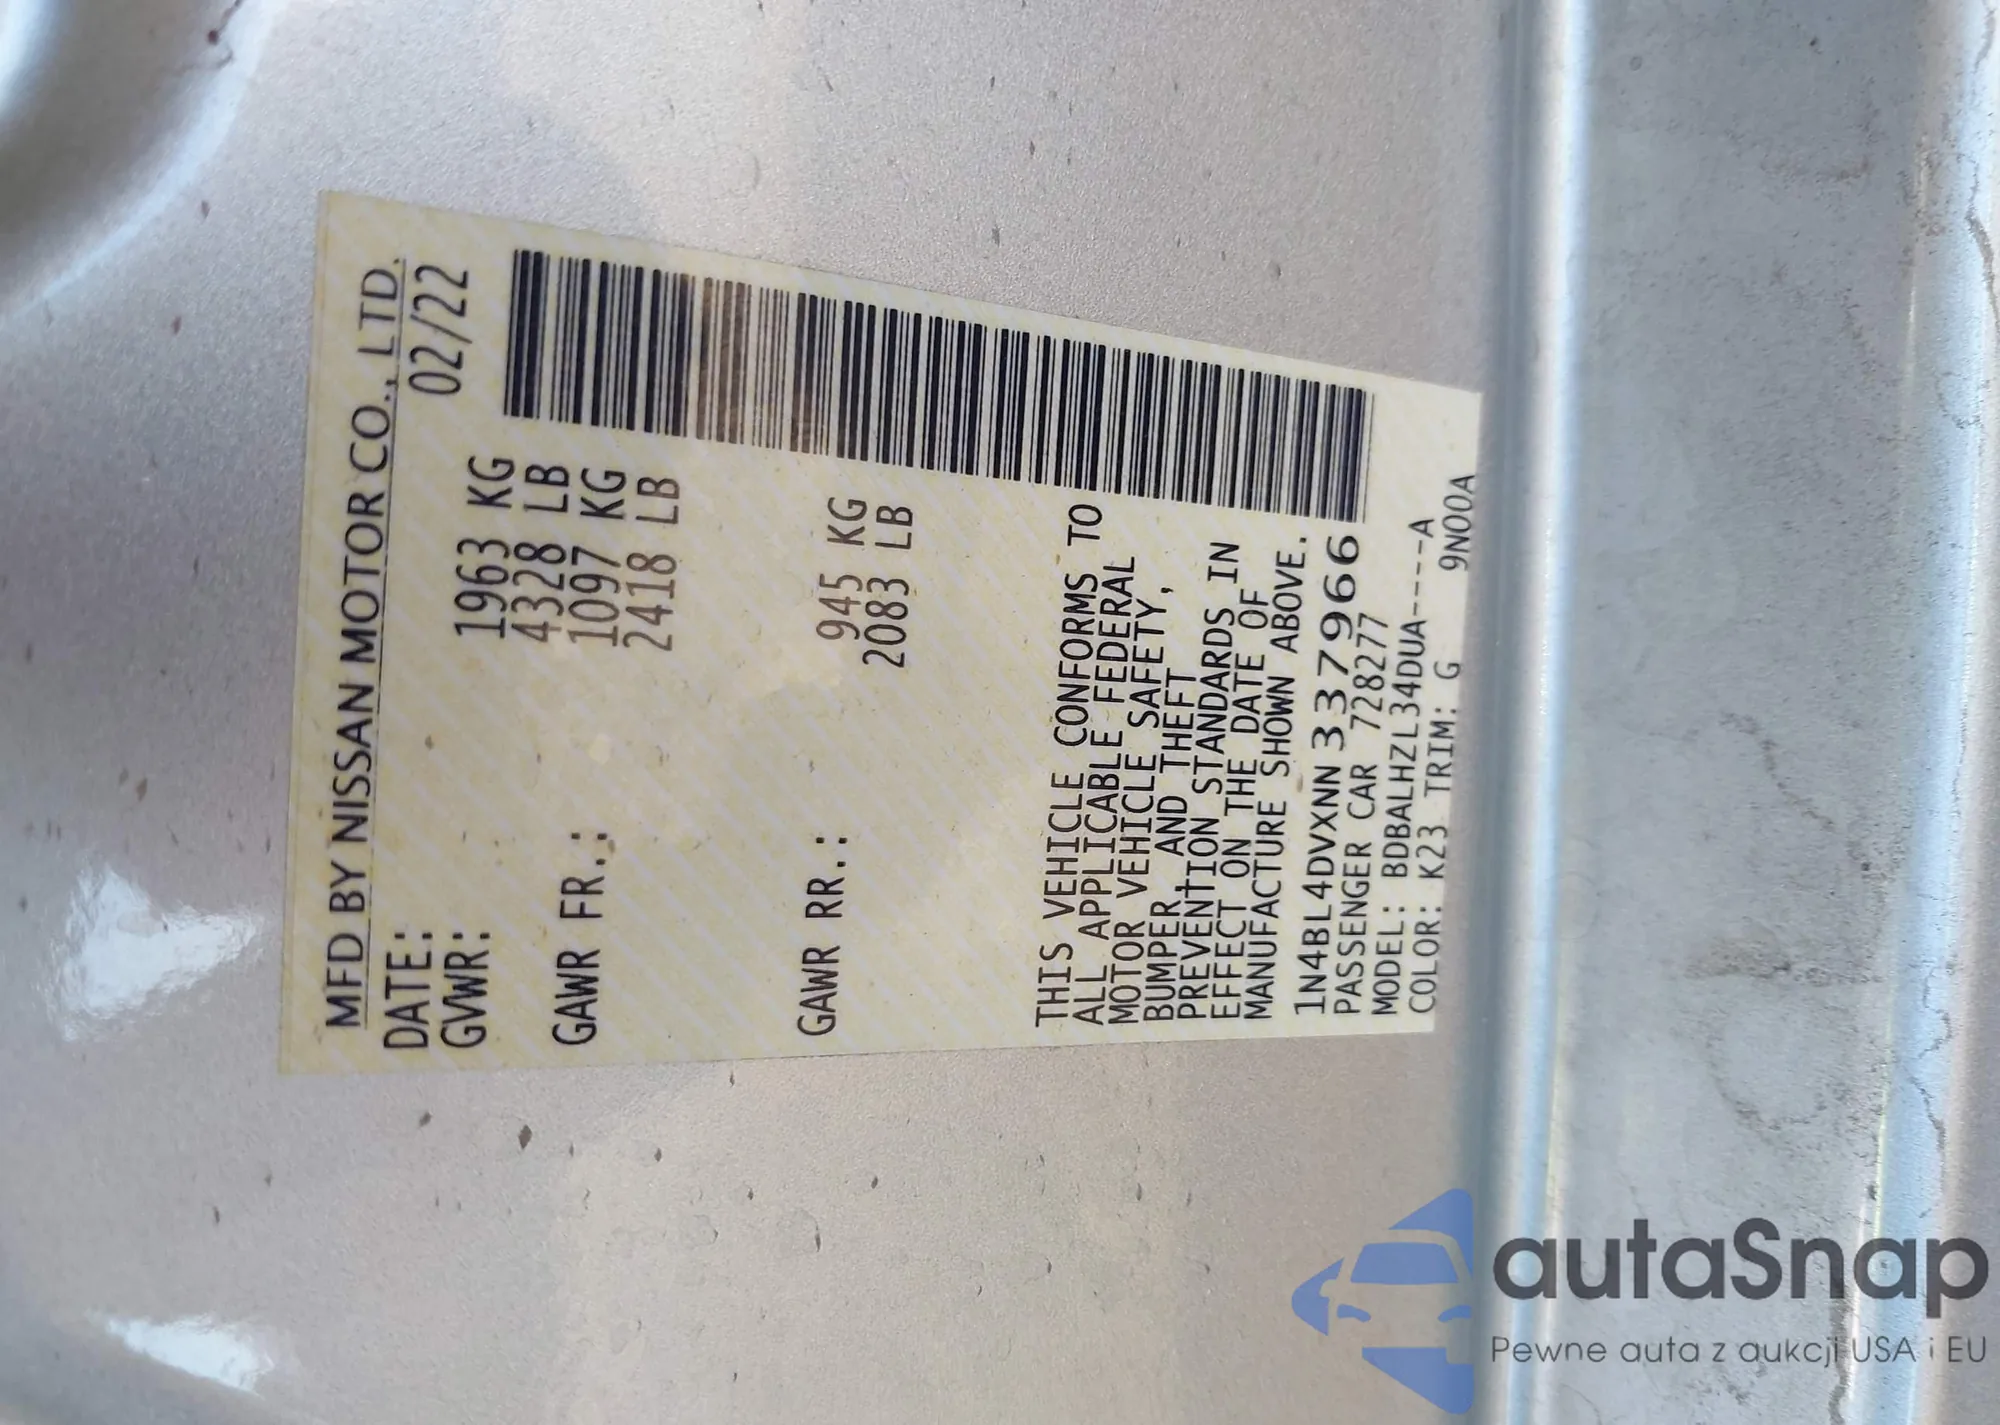 MFD BY NISSAN MOTOR CO., LTD.
DATE: 02/22
GVWR: 1963 KG
4328 LB
GAWR FR.: 1097 KG
2418 LB
GAWR RR.: 945 KG
2083 LB
THIS VEHICLE CONFORMS TO
ALL APPLICABLE FEDERAL
MOTOR VEHICLE SAFETY,
BUMPER AND THEFT
PREVENTION STANDARDS IN
EFFECT ON THE DATE OF
MANUFACTURE SHOWN ABOVE.
1N4BL4DVXNN337966
PASSENGER CAR 728277
MODEL: BDBALHZL34DUA----A
COLOR: K23 TRIM: G 9N00A
autaSnap
Pewne auta z aukcji USA i EU